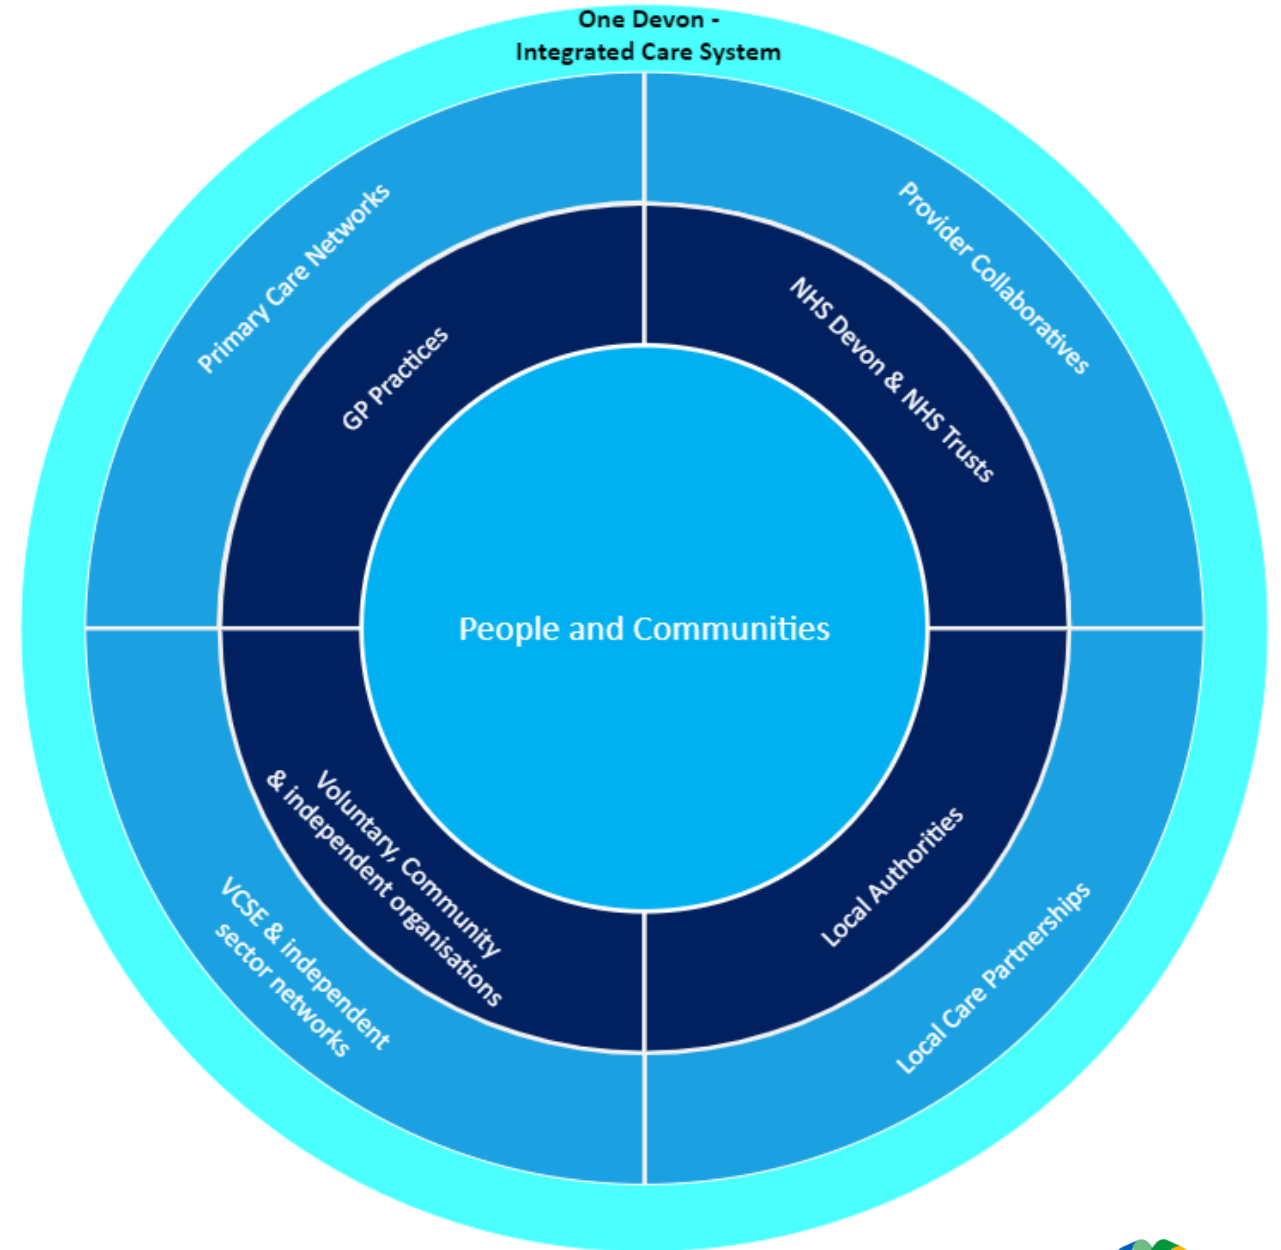 One Devon -
Integrated Care System
Primary Care Networks
Provider Collaboratives
GP Practices
NHS Devon & NHS Trusts
People and Communities
Voluntary, Community
& independent organisations
Local Authorities
VCSE & independent
sector networks
Local Care Partnerships